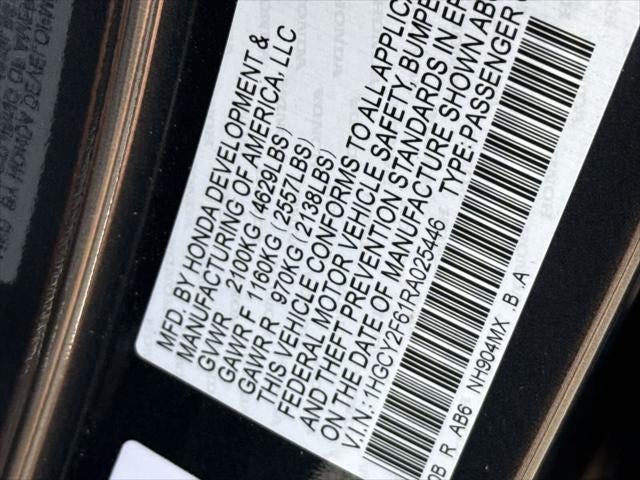 MFD. BY HONDA DEVELOPMENT &
MANUFACTURING OF AMERICA, LLC
GVWR 2100KG (4629LBS)
GAWR F 1160KG (2557LBS)
GAWR R 970KG (2138LBS)
THIS VEHICLE CONFORMS TO ALL APPLIC
FEDERAL MOTOR VEHICLE SAFETY, BUMPE
AND THEFT PREVENTION STANDARDS IN EF
ON THE DATE OF MANUFACTURE SHOWN ABO
V.I.N.: 1HGCY2F61RA025446 TYPE: PASSENGER
0B R AB6 NH904MX .B .A